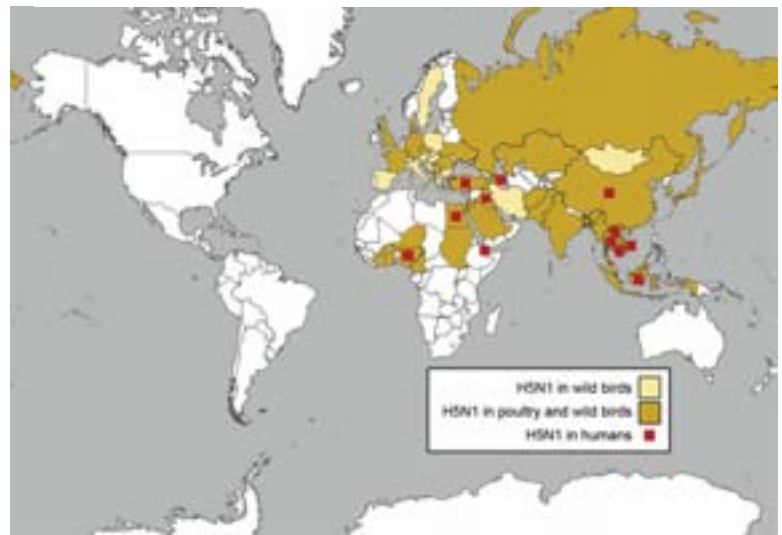 H5N1 in wild birds
H5N1 in poultry and wild birds
H5N1 in humans